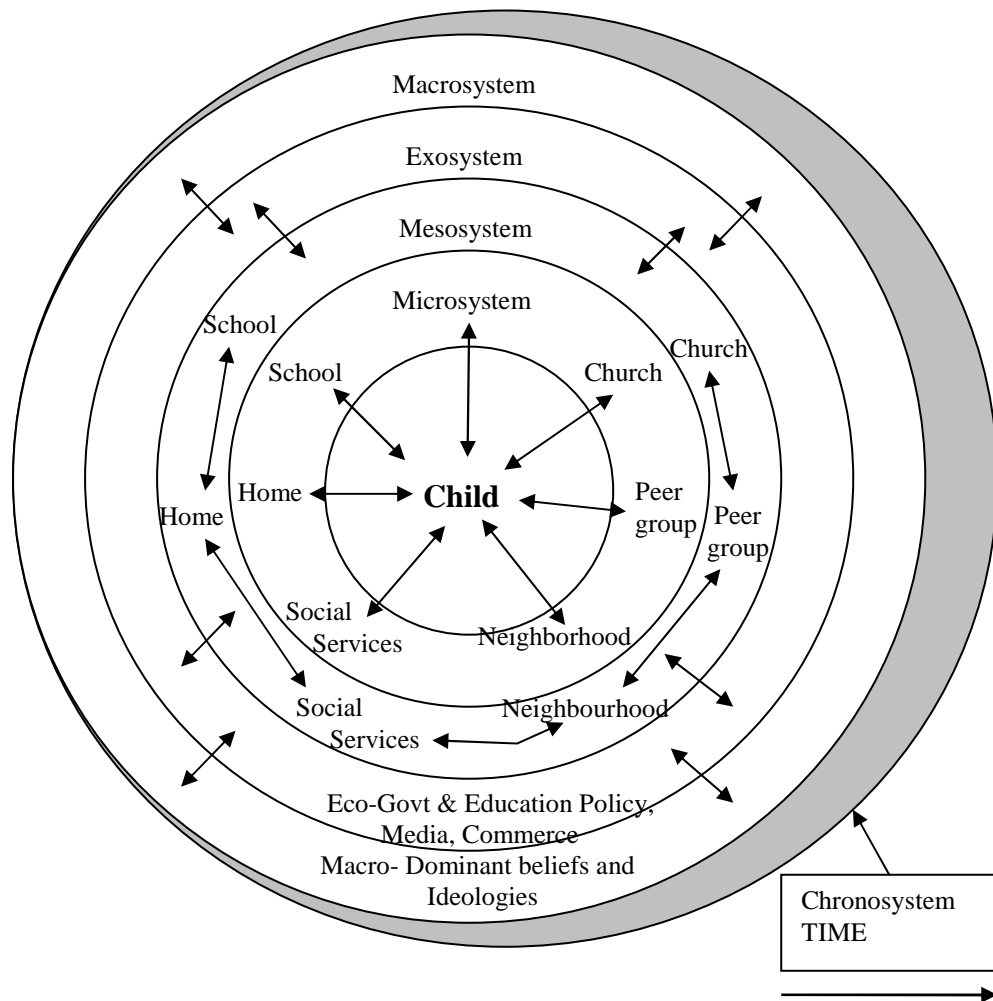 Macrosystem
Exosystem
Mesosystem
Microsystem
School
School
Church
Church
Home
Child
Peer
group
Home
Peer
group
Social
Services
Neighborhood
Social
Services
Neighbourhood
Eco-Govt & Education Policy,
Media, Commerce
Macro- Dominant beliefs and
Ideologies
Chronosystem
TIME